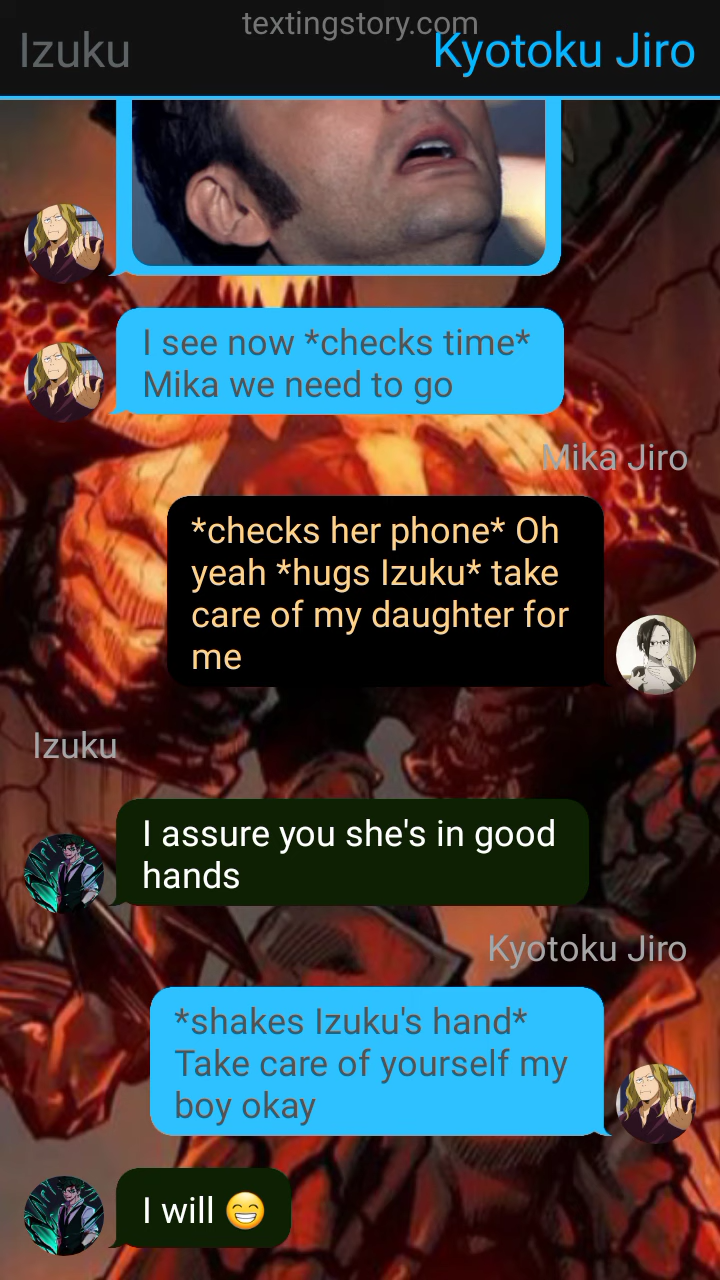 textingstory.com
Izuku
Kyotoku Jiro
I see now *checks time*
Mika we need to go
Mika Jiro
*checks her phone* Oh
yeah *hugs Izuku* take
care of my daughter for
me
Izuku
I assure you she's in good
hands
Kyotoku Jiro
*shakes Izuku's hand*
Take care of yourself my
boy okay
I will 😁